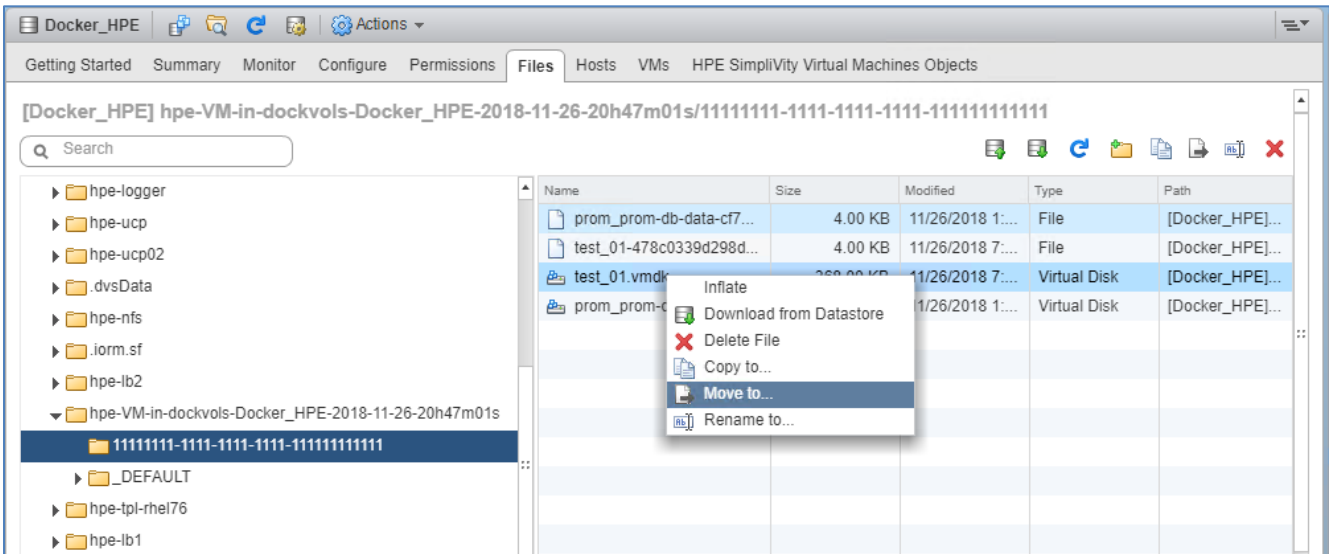 Docker_HPE Actions
Getting Started Summary Monitor Configure Permissions Files Hosts VMs HPE SimpliVity Virtual Machines Objects
[Docker_HPE] hpe-VM-in-dockvols-Docker_HPE-2018-11-26-20h47m01s/11111111-1111-1111-1111-111111111111
Search
hpe-logger
hpe-ucp
hpe-ucp02
.dvsData
hpe-nfs
.iorm.sf
hpe-lb2
hpe-VM-in-dockvols-Docker_HPE-2018-11-26-20h47m01s
11111111-1111-1111-1111-111111111111
_DEFAULT
hpe-tpl-rhel76
hpe-lb1
Name Size Modified Type Path
prom_prom-db-data-cf7... 4.00 KB 11/26/2018 1:... File [Docker_HPE]...
test_01-478c0339d298d... 4.00 KB 11/26/2018 7:... File [Docker_HPE]...
test_01.vmdk 11/26/2018 7:... Virtual Disk [Docker_HPE]...
prom_prom- 1/26/2018 1:... Virtual Disk [Docker_HPE]...
Inflate
Download from Datastore
Delete File
Copy to...
Move to...
Rename to...